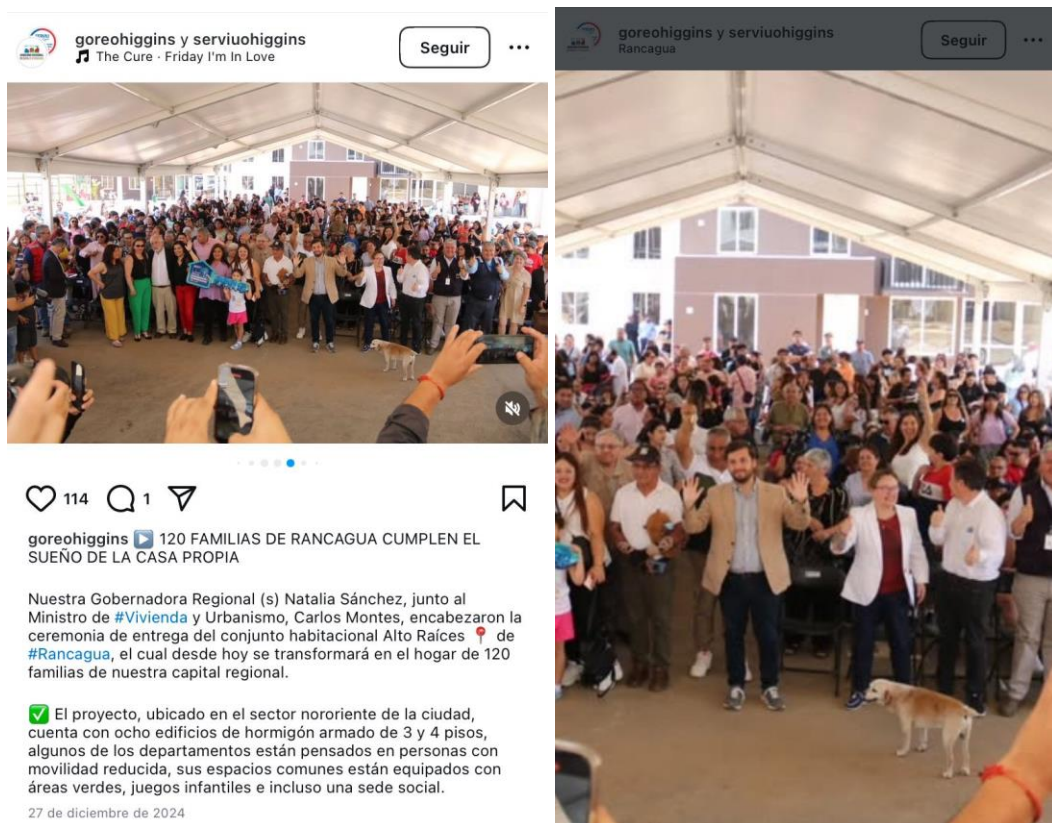 goreohiggins y serviuohiggins
The Cure · Friday I'm In Love
Seguir
114
1
goreohiggins ▶️ 120 FAMILIAS DE RANCAGUA CUMPLEN EL
SUEÑO DE LA CASA PROPIA
Nuestra Gobernadora Regional (s) Natalia Sánchez, junto al
Ministro de #Vivienda y Urbanismo, Carlos Montes, encabezaron la
ceremonia de entrega del conjunto habitacional Alto Raíces 📍 de
#Rancagua, el cual desde hoy se transformará en el hogar de 120
familias de nuestra capital regional.
✅ El proyecto, ubicado en el sector nororiente de la ciudad,
cuenta con ocho edificios de hormigón armado de 3 y 4 pisos,
algunos de los departamentos están pensados en personas con
movilidad reducida, sus espacios comunes están equipados con
áreas verdes, juegos infantiles e incluso una sede social.
27 de diciembre de 2024
goreohiggins y serviuohiggins
Rancagua
Seguir